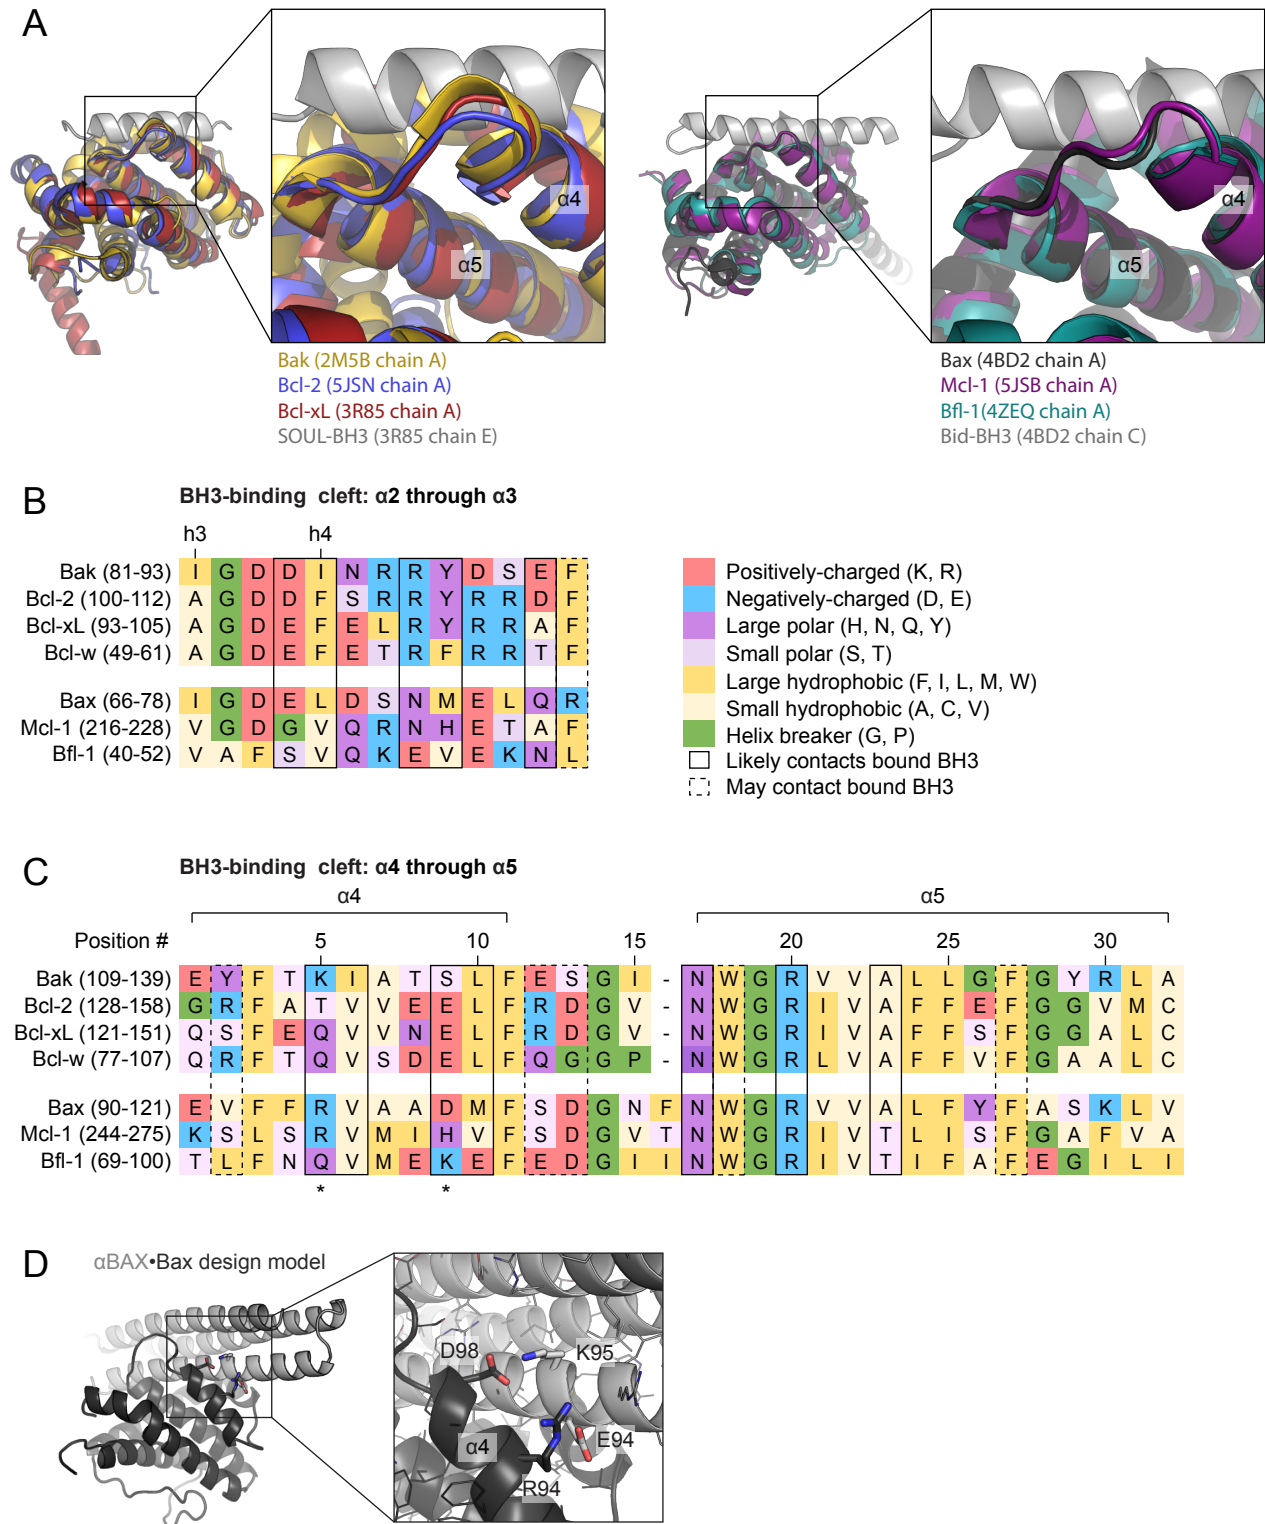 A
α4
α5
α4
α5
Bak (2M5B chain A)
Bcl-2 (5JSN chain A)
Bcl-xL (3R85 chain A)
SOUL-BH3 (3R85 chain E)
Bax (4BD2 chain A)
Mcl-1 (5JSB chain A)
Bfl-1(4ZEQ chain A)
Bid-BH3 (4BD2 chain C)
B
BH3-binding cleft: α2 through α3
h3 h4
Bak (81-93) I G D D I N R R Y D S E F
Bcl-2 (100-112) A G D D F S R R Y R R D F
Bcl-xL (93-105) A G D E F E L R Y R R A F
Bcl-w (49-61) A G D E F E T R F R R T F
Bax (66-78) I G D E L D S N M E L Q R
Mcl-1 (216-228) V G D G V Q R N H E T A F
Bfl-1 (40-52) V A F S V Q K E V E K N L
Positively-charged (K, R)
Negatively-charged (D, E)
Large polar (H, N, Q, Y)
Small polar (S, T)
Large hydrophobic (F, I, L, M, W)
Small hydrophobic (A, C, V)
Helix breaker (G, P)
Likely contacts bound BH3
May contact bound BH3
C
BH3-binding cleft: α4 through α5
α4 α5
Position # 5 10 15 20 25 30
Bak (109-139) E Y F T K I A T S L F E S G I - N W G R V V A L L G F G Y R L A
Bcl-2 (128-158) G R F A T V V E E L F R D G V - N W G R I V A F F E F G G V M C
Bcl-xL (121-151) Q S F E Q V V N E L F R D G V - N W G R I V A F F S F G G A L C
Bcl-w (77-107) Q R F T Q V S D E L F Q G G P - N W G R L V A F F V F G A A L C
Bax (90-121) E V F F R V A A D M F S D G N F N W G R V V A L F Y F A S K L V
Mcl-1 (244-275) K S L S R V M I H V F S D G V T N W G R I V T L I S F G A F V A
Bfl-1 (69-100) T L F N Q V M E K E F E D G I I N W G R I V T I F A F E G I L I
* *
D
αBAX•Bax design model
D98
K95
α4
E94
R94